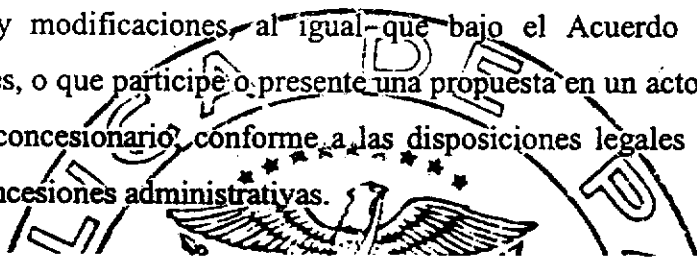 y modificaciones, al igual que bajo el Acuerdo
es, o que participe o presente una propuesta en un acto
concesionario, conforme a las disposiciones legales
ncesiones administrativas.